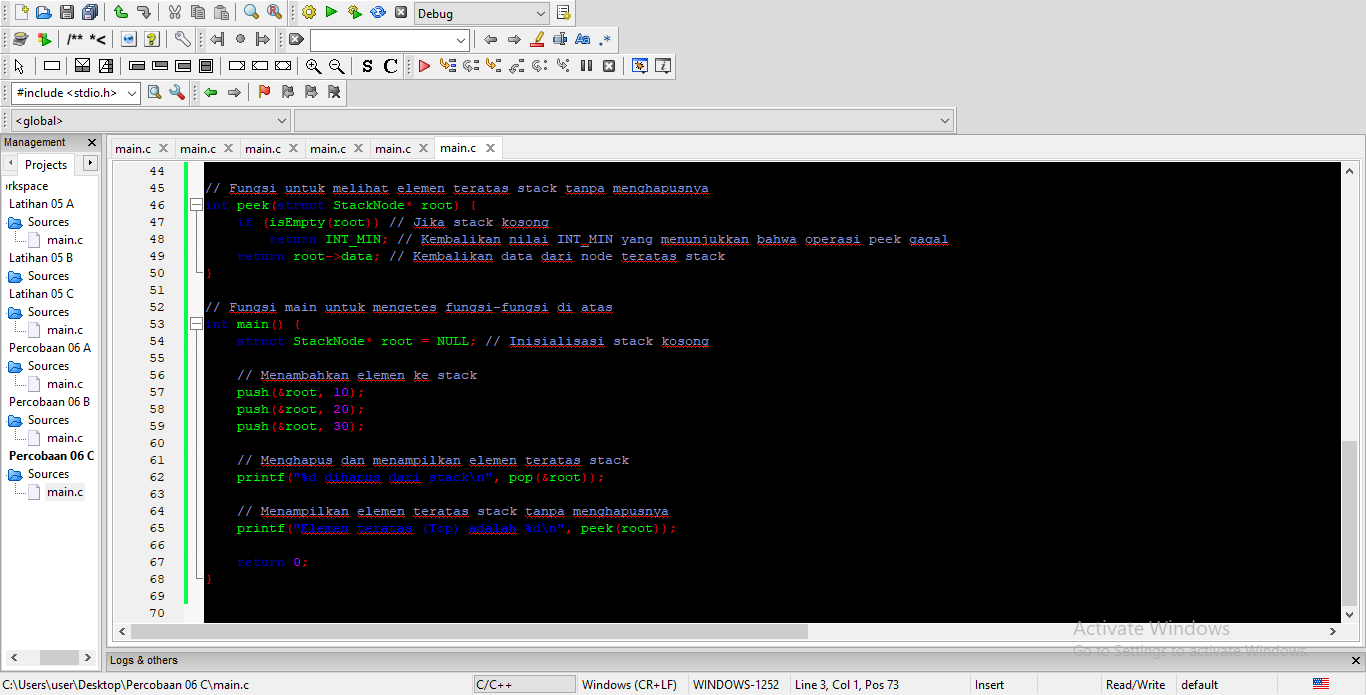 Debug
/** *<
Aa .*
S C
#include <stdio.h>
<global>
Management
Projects
rkspace
Latihan 05 A
Sources
main.c
Latihan 05 B
Sources
Latihan 05 C
Sources
main.c
Percobaan 06 A
Sources
main.c
Percobaan 06 B
Sources
main.c
Percobaan 06 C
Sources
main.c
main.c main.c main.c main.c main.c main.c
44
45 // Fungsi untuk melihat elemen teratas stack tanpa menghapusnya
46 int peek(struct StackNode* root) {
47 if (isEmpty(root)) // Jika stack kosong
48 return INT_MIN; // Kembalikan nilai INT_MIN yang menunjukkan bahwa operasi peek gagal
49 return root->data; // Kembalikan data dari node teratas stack
50 }
51
52 // Fungsi main untuk mengetes fungsi-fungsi di atas
53 int main() {
54 struct StackNode* root = NULL; // Inisialisasi stack kosong
55
56 // Menambahkan elemen ke stack
57 push(&root, 10);
58 push(&root, 20);
59 push(&root, 30);
60
61 // Menghapus dan menampilkan elemen teratas stack
62 printf("%d dihapus dari stack\n", pop(&root));
63
64 // Menampilkan elemen teratas stack tanpa menghapusnya
65 printf("Elemen teratas (Top) adalah %d\n", peek(root));
66
67 return 0;
68 }
69
70
Activate Windows
Go to Settings to activate Windows.
Logs & others
C:\Users\user\Desktop\Percobaan 06 C\main.c C/C++ Windows (CR+LF) WINDOWS-1252 Line 3, Col 1, Pos 73 Insert Read/Write default